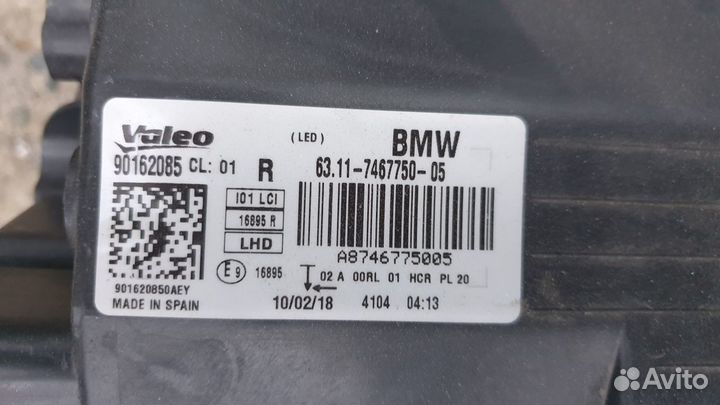 Valeo (LED) BMW
90162085 CL: 01 R 63.11-7467750-05
I01 LCI
16895 R
LHD
A8746775005
E9 16895 02 A 00RL 01 HCR PL 20
901620850AEY
MADE IN SPAIN 10/02/18 4104 04:13
Avito